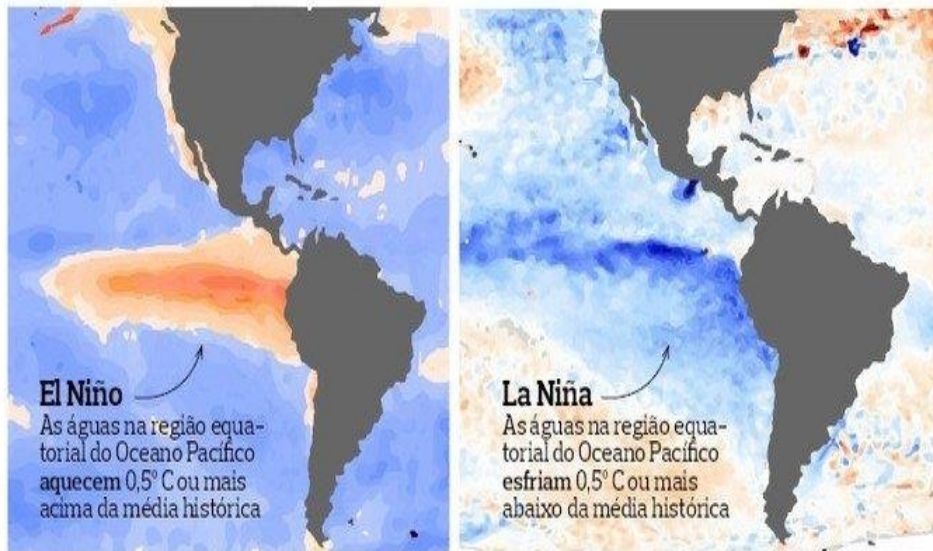 El Niño
As águas na região equa-
torial do Oceano Pacífico
aquecem 0,5º C ou mais
acima da média histórica
La Niña
As águas na região equa-
torial do Oceano Pacífico
esfriam 0,5º C ou mais
abaixo da média histórica